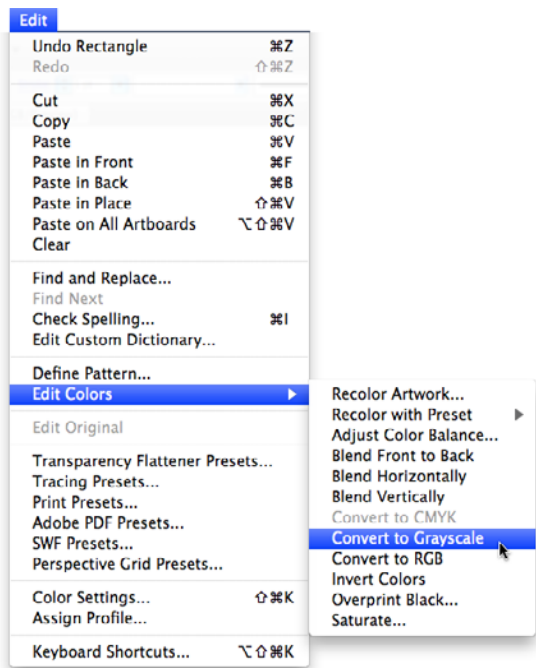 Edit
Undo Rectangle ⌘Z
Redo ⇧⌘Z
Cut ⌘X
Copy ⌘C
Paste ⌘V
Paste in Front ⌘F
Paste in Back ⌘B
Paste in Place ⇧⌘V
Paste on All Artboards ⌥⇧⌘V
Clear
Find and Replace...
Find Next
Check Spelling... ⌘I
Edit Custom Dictionary...
Define Pattern...
Edit Colors
Edit Original
Transparency Flattener Presets...
Tracing Presets...
Print Presets...
Adobe PDF Presets...
SWF Presets...
Perspective Grid Presets...
Color Settings... ⇧⌘K
Assign Profile...
Keyboard Shortcuts... ⌥⇧⌘K
Recolor Artwork...
Recolor with Preset
Adjust Color Balance...
Blend Front to Back
Blend Horizontally
Blend Vertically
Convert to CMYK
Convert to Grayscale
Convert to RGB
Invert Colors
Overprint Black...
Saturate...